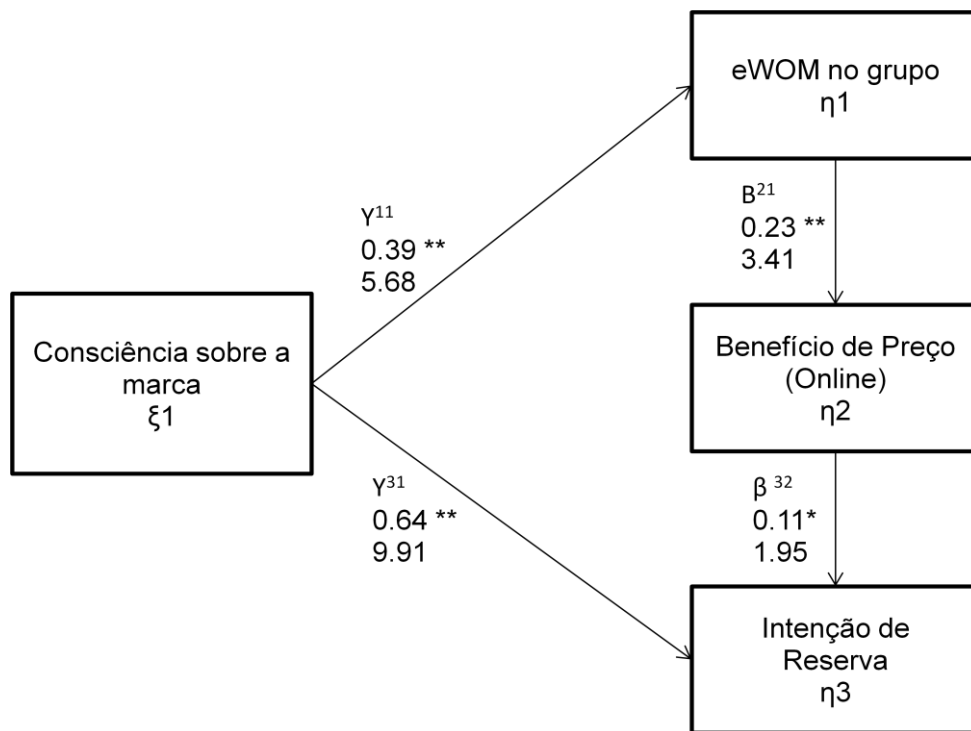 eWOM no grupo
η1
Υ¹¹
0.39 **
5.68
B²¹
0.23 **
3.41
Consciência sobre a
marca
ξ1
Benefício de Preço
(Online)
η2
Υ³¹
0.64 **
9.91
β ³²
0.11*
1.95
Intenção de
Reserva
η3